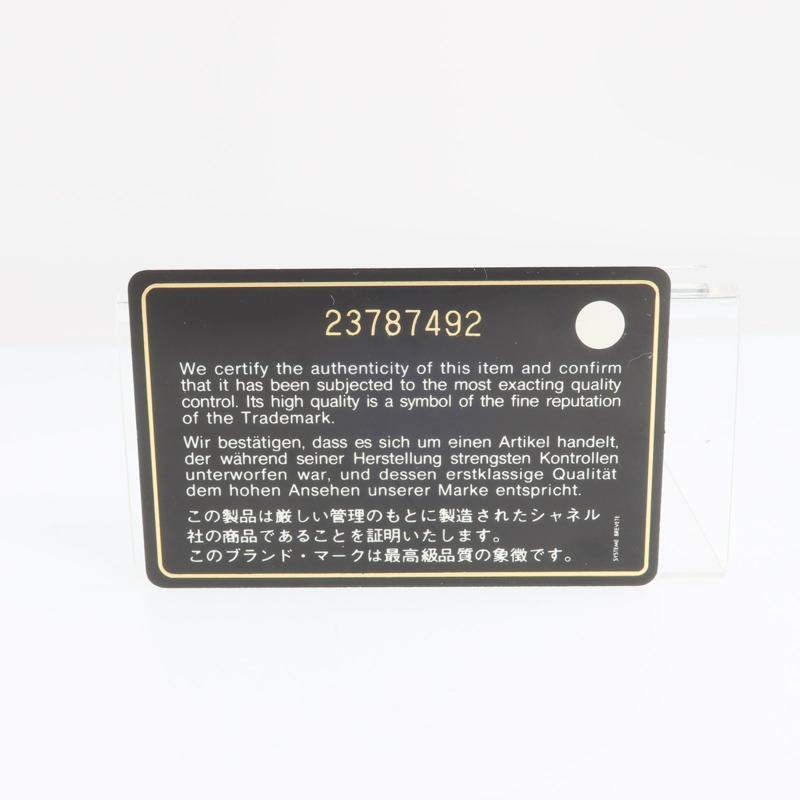 23787492
We certify the authenticity of this item and confirm
that it has been subjected to the most exacting quality
control. Its high quality is a symbol of the fine reputation
of the Trademark.
Wir bestätigen, dass es sich um einen Artikel handelt,
der während seiner Herstellung strengsten Kontrollen
unterworfen war, und dessen erstklassige Qualität
dem hohen Ansehen unserer Marke entspricht.
この製品は厳しい管理のもとに製造されたシャネル
社の商品であることを証明いたします。
このブランド・マークは最高級品質の象徴です。
SYSTEME BREVETE